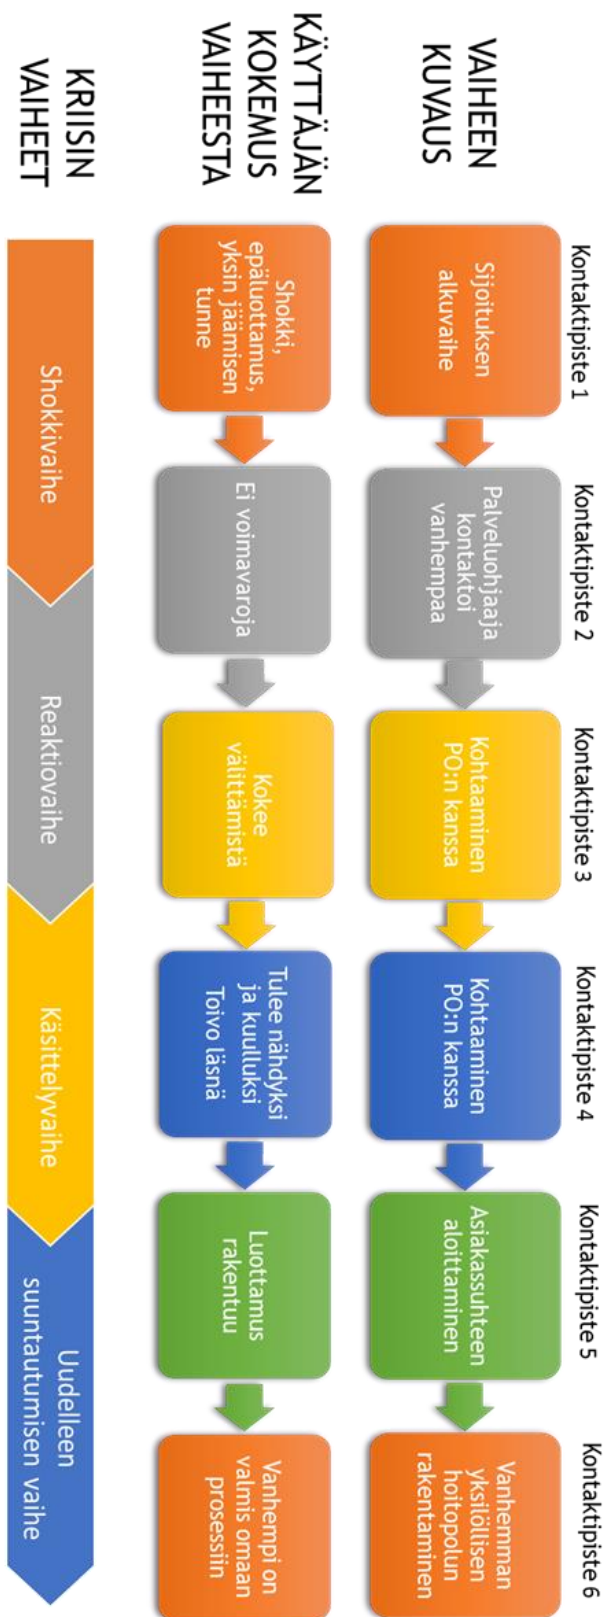 Kontaktipiste 1
Kontaktipiste 2
Kontaktipiste 3
Kontaktipiste 4
Kontaktipiste 5
Kontaktipiste 6
VAIHEEN
KUVAUS
Sijoituksen
alkuvaihe
Palveluohjaaja
kontaktoi
vanhempaa
Kohtaaminen
PO:n kanssa
Kohtaaminen
PO:n kanssa
Asiakassuhteen
aloittaminen
Vanhemman
yksilöllisen
hoitopolun
rakentaminen
KÄYTTÄJÄN
KOKEMUS
VAIHEESTA
Shokki,
epäluottamus,
yksin jäämisen
tunne
Ei voimavaroja
Kokee
välittämistä
Tulee nähdyksi
ja kuulluksi
Toivo läsnä
Luottamus
rakentuu
Vanhempi on
valmis omaan
prosessiin
KRIISIN
VAIHEET
Shokkivaihe
Reaktiovaihe
Käsittelyvaihe
Uudelleen
suuntautumisen vaihe